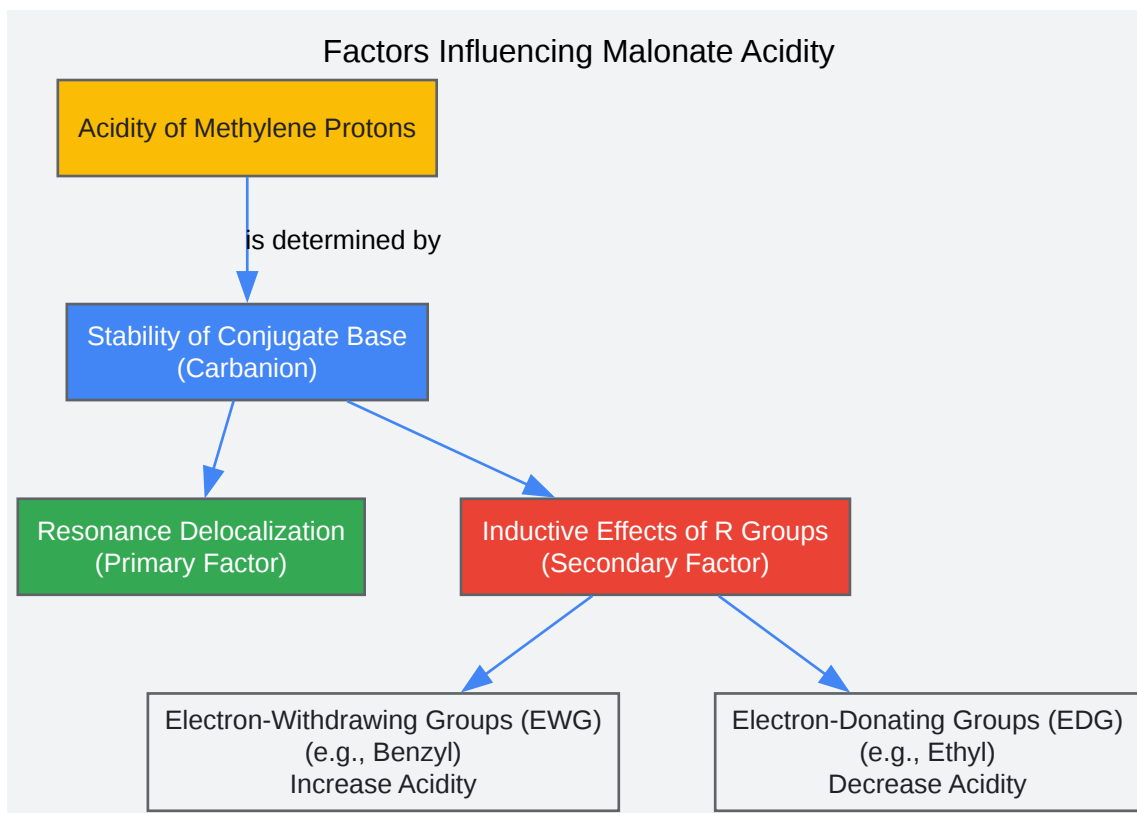 Factors Influencing Malonate Acidity
Acidity of Methylene Protons
is determined by
Stability of Conjugate Base
(Carbanion)
Resonance Delocalization
(Primary Factor)
Inductive Effects of R Groups
(Secondary Factor)
Electron-Withdrawing Groups (EWG)
(e.g., Benzyl)
Increase Acidity
Electron-Donating Groups (EDG)
(e.g., Ethyl)
Decrease Acidity